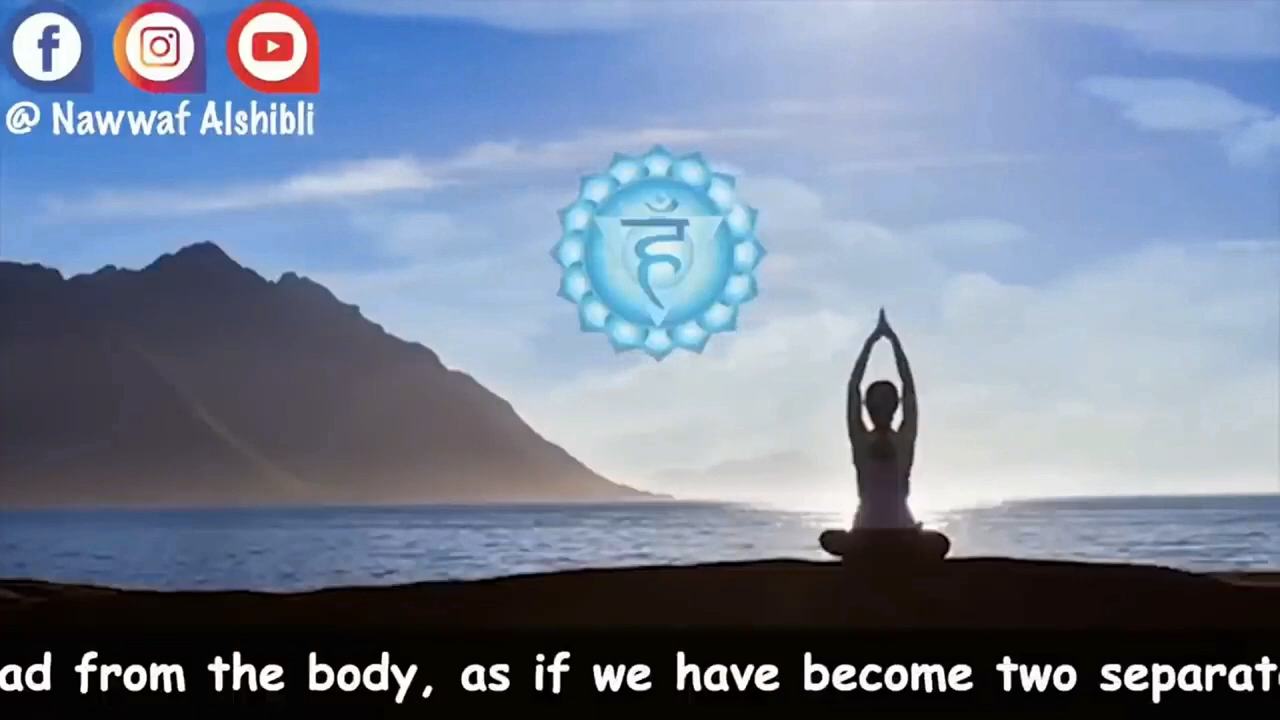 @ Nawwaf Alshibli
हं
ad from the body, as if we have become two separat